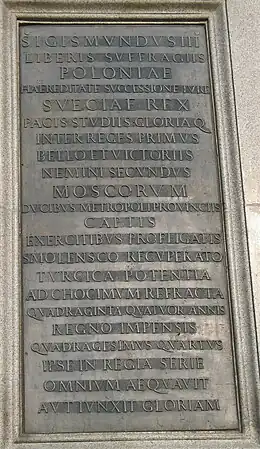 SIGISMVNDVS III
LIBERIS SVFFRAGIIS
POLONIAE
HAEREDITATE SVCCESSIONE IVRE
SVECIAE REX
PACIS STVDIIS GLORIAQ
INTER REGES PRIMVS
BELLO ET VICTORIIS
NEMINI SECVNDVS
MOSCORVM
DVCIBVS METROPOLI PROVINCIIS
CAPTIS
EXERCITIBVS PROFLIGATIS
SMOLENSCO RECVPERATO
TVRCICA POTENTIA
AD CHOCIMVM REFRACTA
QVADRAGINTA QVATVOR ANNIS
REGNO IMPENSIS
QVADRAGESIMVS QVARTVS
IPSE IN REGIA SERIE
OMNIVM AEQVAVIT
AVT IVNXIT GLORIAM